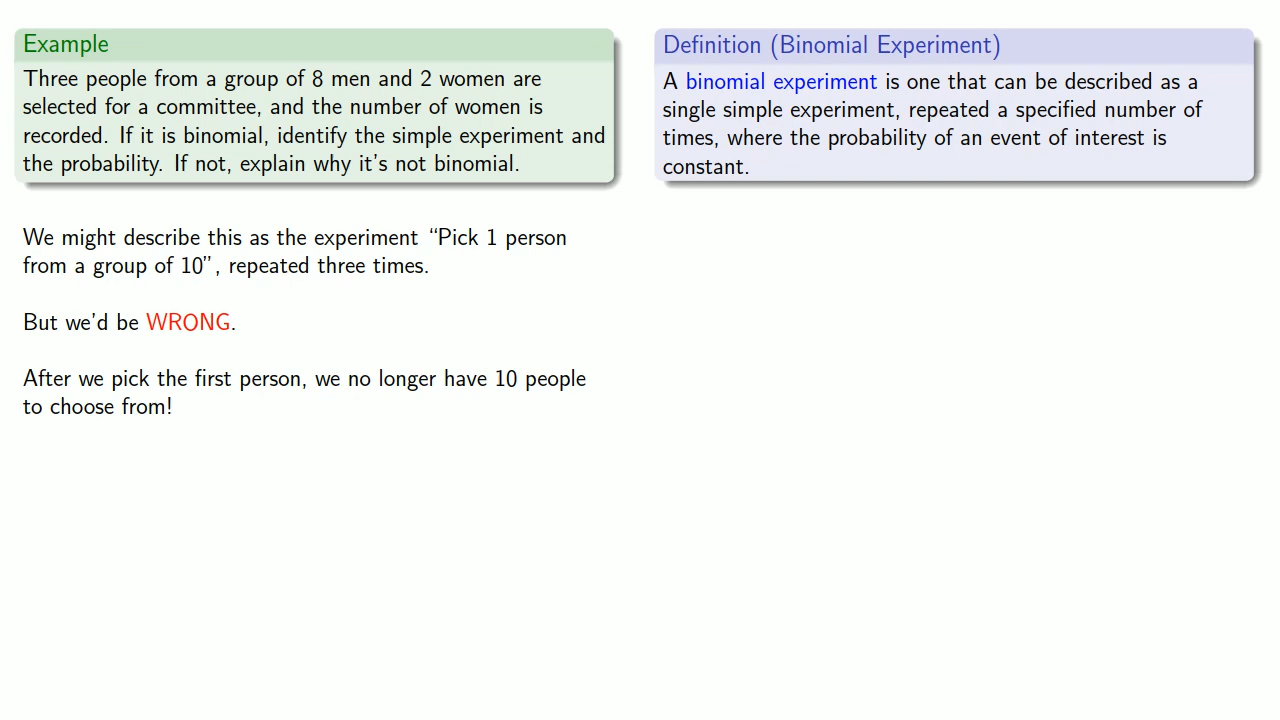 Example
Three people from a group of 8 men and 2 women are
selected for a committee, and the number of women is
recorded. If it is binomial, identify the simple experiment and
the probability. If not, explain why it's not binomial.
Definition (Binomial Experiment)
A binomial experiment is one that can be described as a
single simple experiment, repeated a specified number of
times, where the probability of an event of interest is
constant.
We might describe this as the experiment “Pick 1 person
from a group of 10”, repeated three times.
But we'd be WRONG.
After we pick the first person, we no longer have 10 people
to choose from!